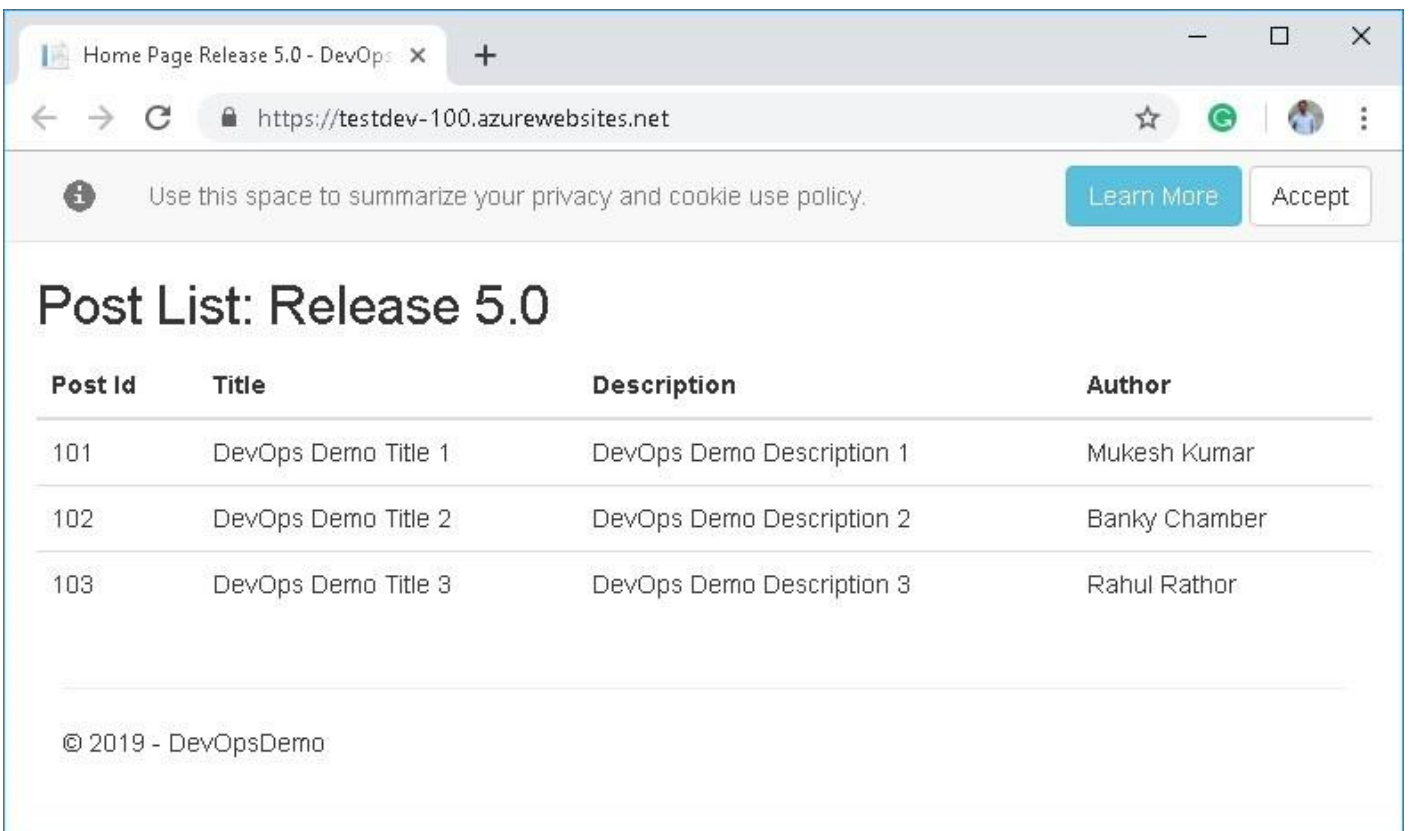 Home Page Release 5.0 - DevOps
https://testdev-100.azurewebsites.net
Use this space to summarize your privacy and cookie use policy. Learn More Accept
Post List: Release 5.0
Post Id Title Description Author
101 DevOps Demo Title 1 DevOps Demo Description 1 Mukesh Kumar
102 DevOps Demo Title 2 DevOps Demo Description 2 Banky Chamber
103 DevOps Demo Title 3 DevOps Demo Description 3 Rahul Rathor
© 2019 - DevOpsDemo